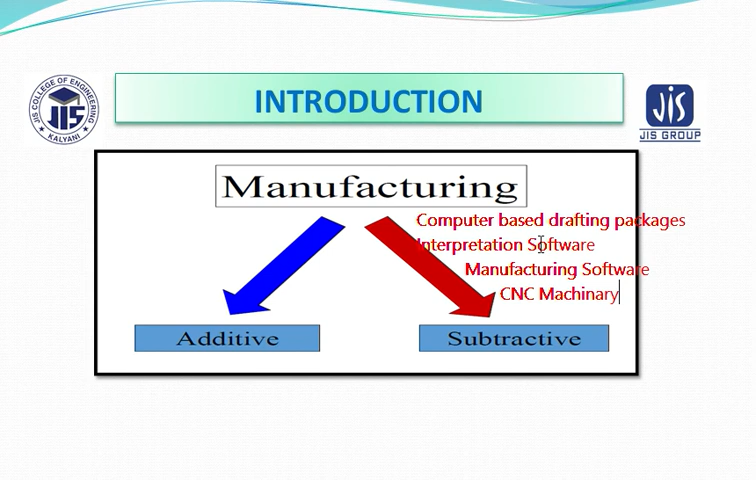 INTRODUCTION
JIS COLLEGE OF ENGINEERING
JIS
KALYANI
JiS
JIS GROUP
Manufacturing
Computer based drafting packages
Interpretation Software
Manufacturing Software
CNC Machinary
Additive
Subtractive